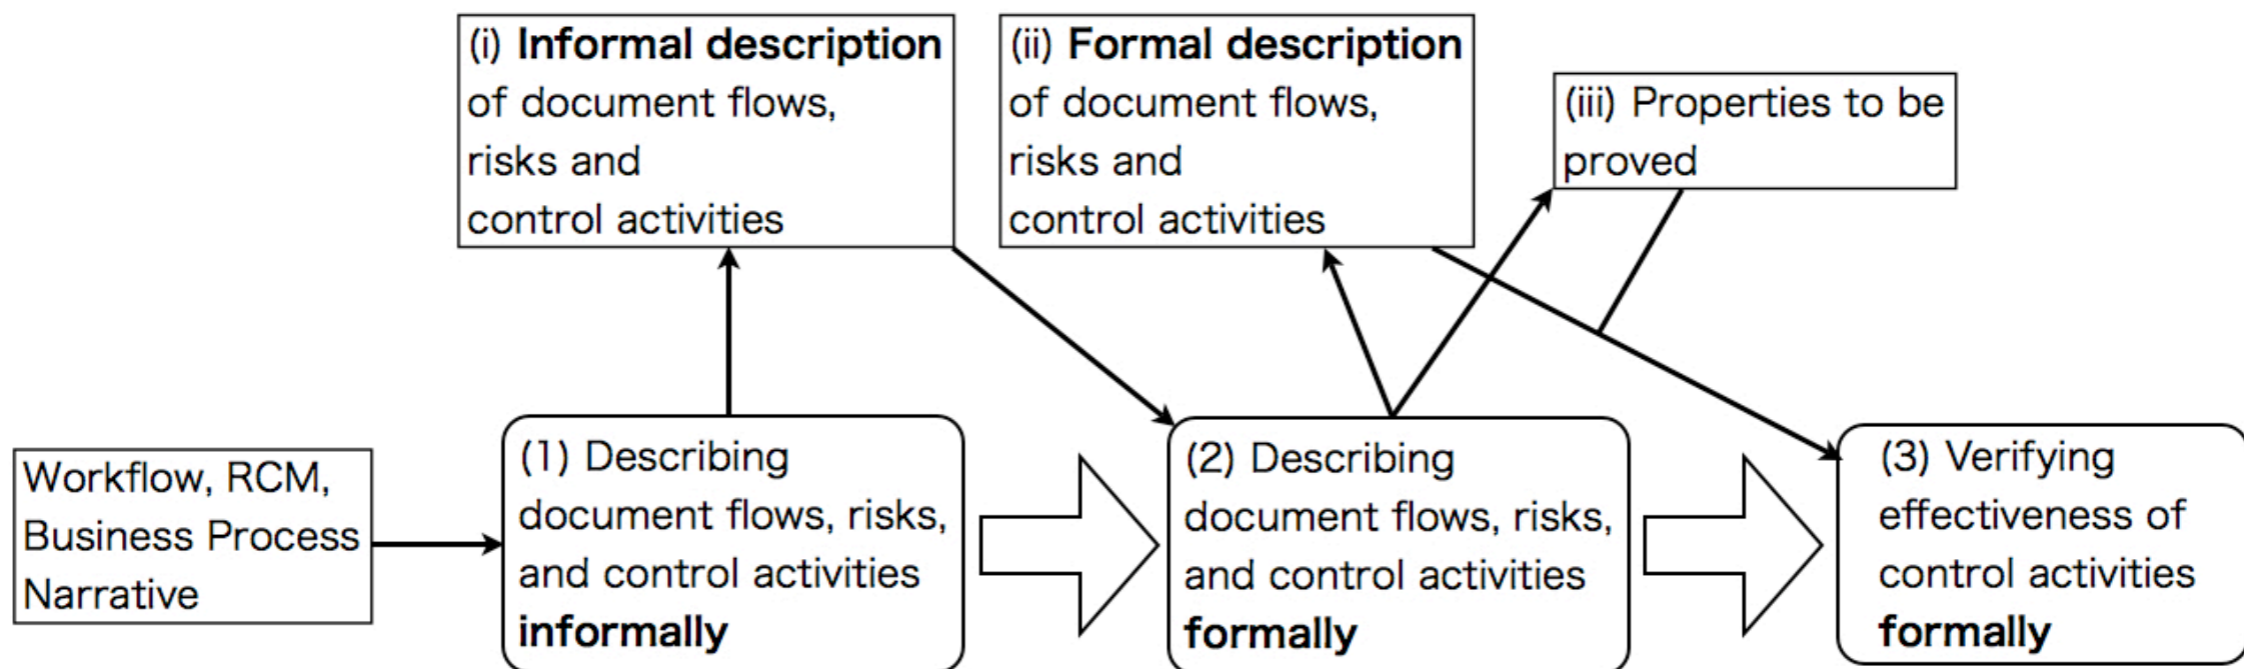 (i) Informal description
of document flows,
risks and
control activities
(ii) Formal description
of document flows,
risks and
control activities
(iii) Properties to be
proved
Workflow, RCM,
Business Process
Narrative
(1) Describing
document flows, risks,
and control activities
informally
(2) Describing
document flows, risks,
and control activities
formally
(3) Verifying
effectiveness of
control activities
formally